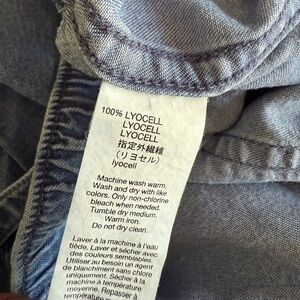 100% LYOCELL
LYOCELL
LYOCELL
指定外繊維
(リヨセル)
lyocell
Machine wash warm.
Wash and dry with like
colors. Only non-chlorine
bleach when needed.
Tumble dry medium.
Warm iron.
Do not dry clean.
Laver à la machine à l'eau
tiède. Laver et sécher avec
des couleurs semblables.
Au besoin utiliser un agent
de blanchiment sans chlore
uniquement. Sécher à la
machine à température
moyenne. Repasser à
température